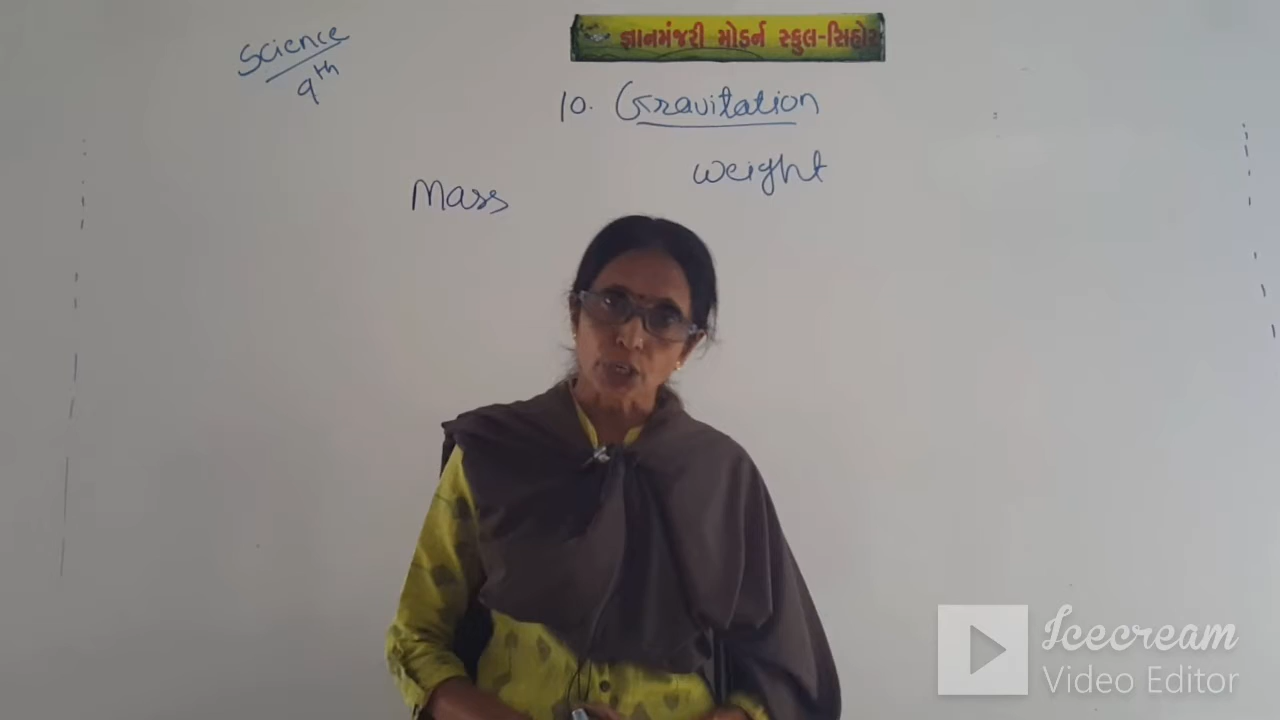 જ્ઞાનમંજરી મોડર્ન સ્કુલ-સિહોર
Science
9th
10. Gravitation
Mass
weight
Icecream
Video Editor